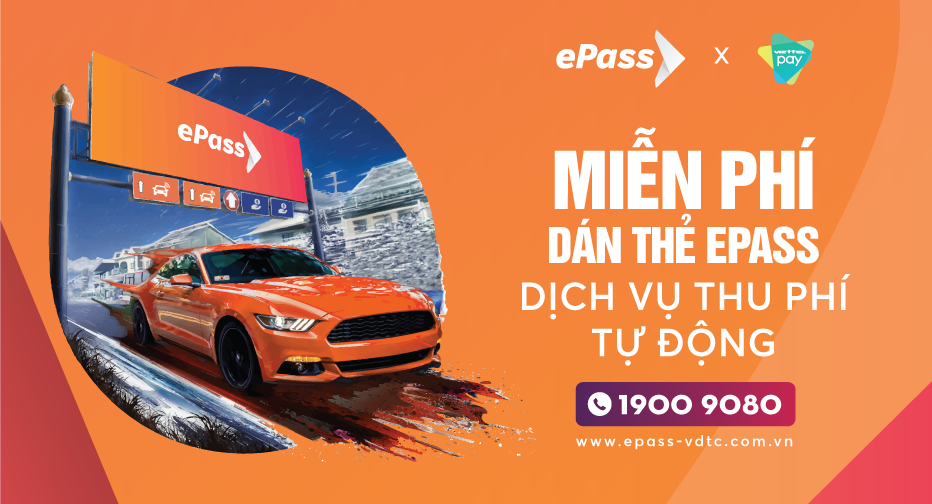 ePass X viettel pay
ePass
MIỄN PHÍ
DÁN THẺ EPASS
DỊCH VỤ THU PHÍ
TỰ ĐỘNG
1900 9080
www.epass-vdtc.com.vn